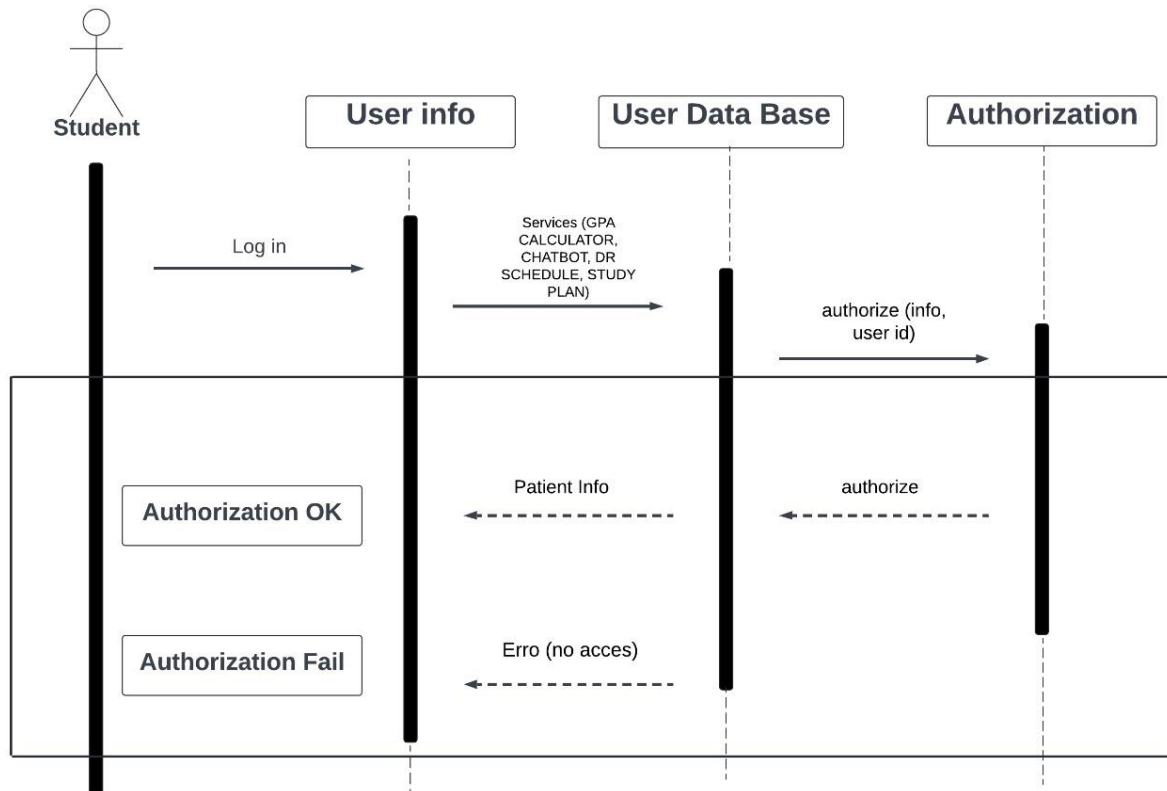 Student
User info
User Data Base
Authorization
Log in
Services (GPA
CALCULATOR,
CHATBOT, DR
SCHEDULE, STUDY
PLAN)
authorize (info,
user id)
Authorization OK
Patient Info
authorize
Authorization Fail
Erro (no acces)